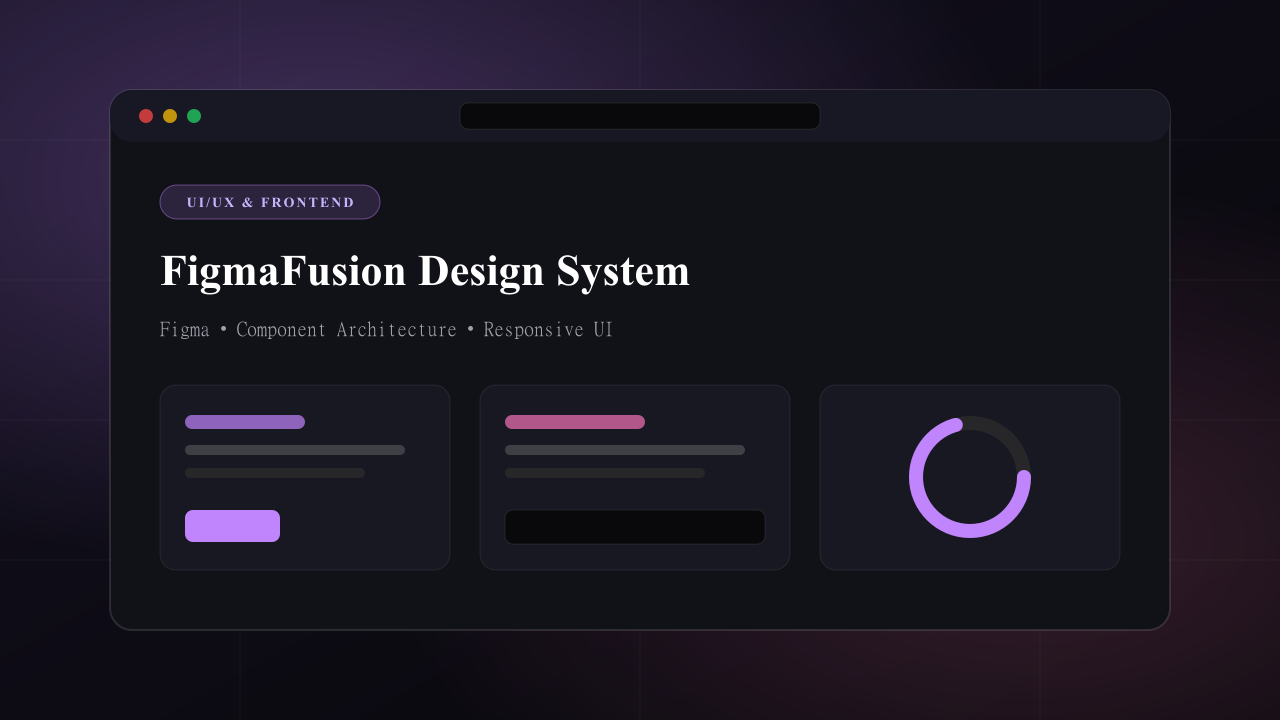 UI/UX & FRONTEND
FigmaFusion Design System
Figma • Component Architecture • Responsive UI